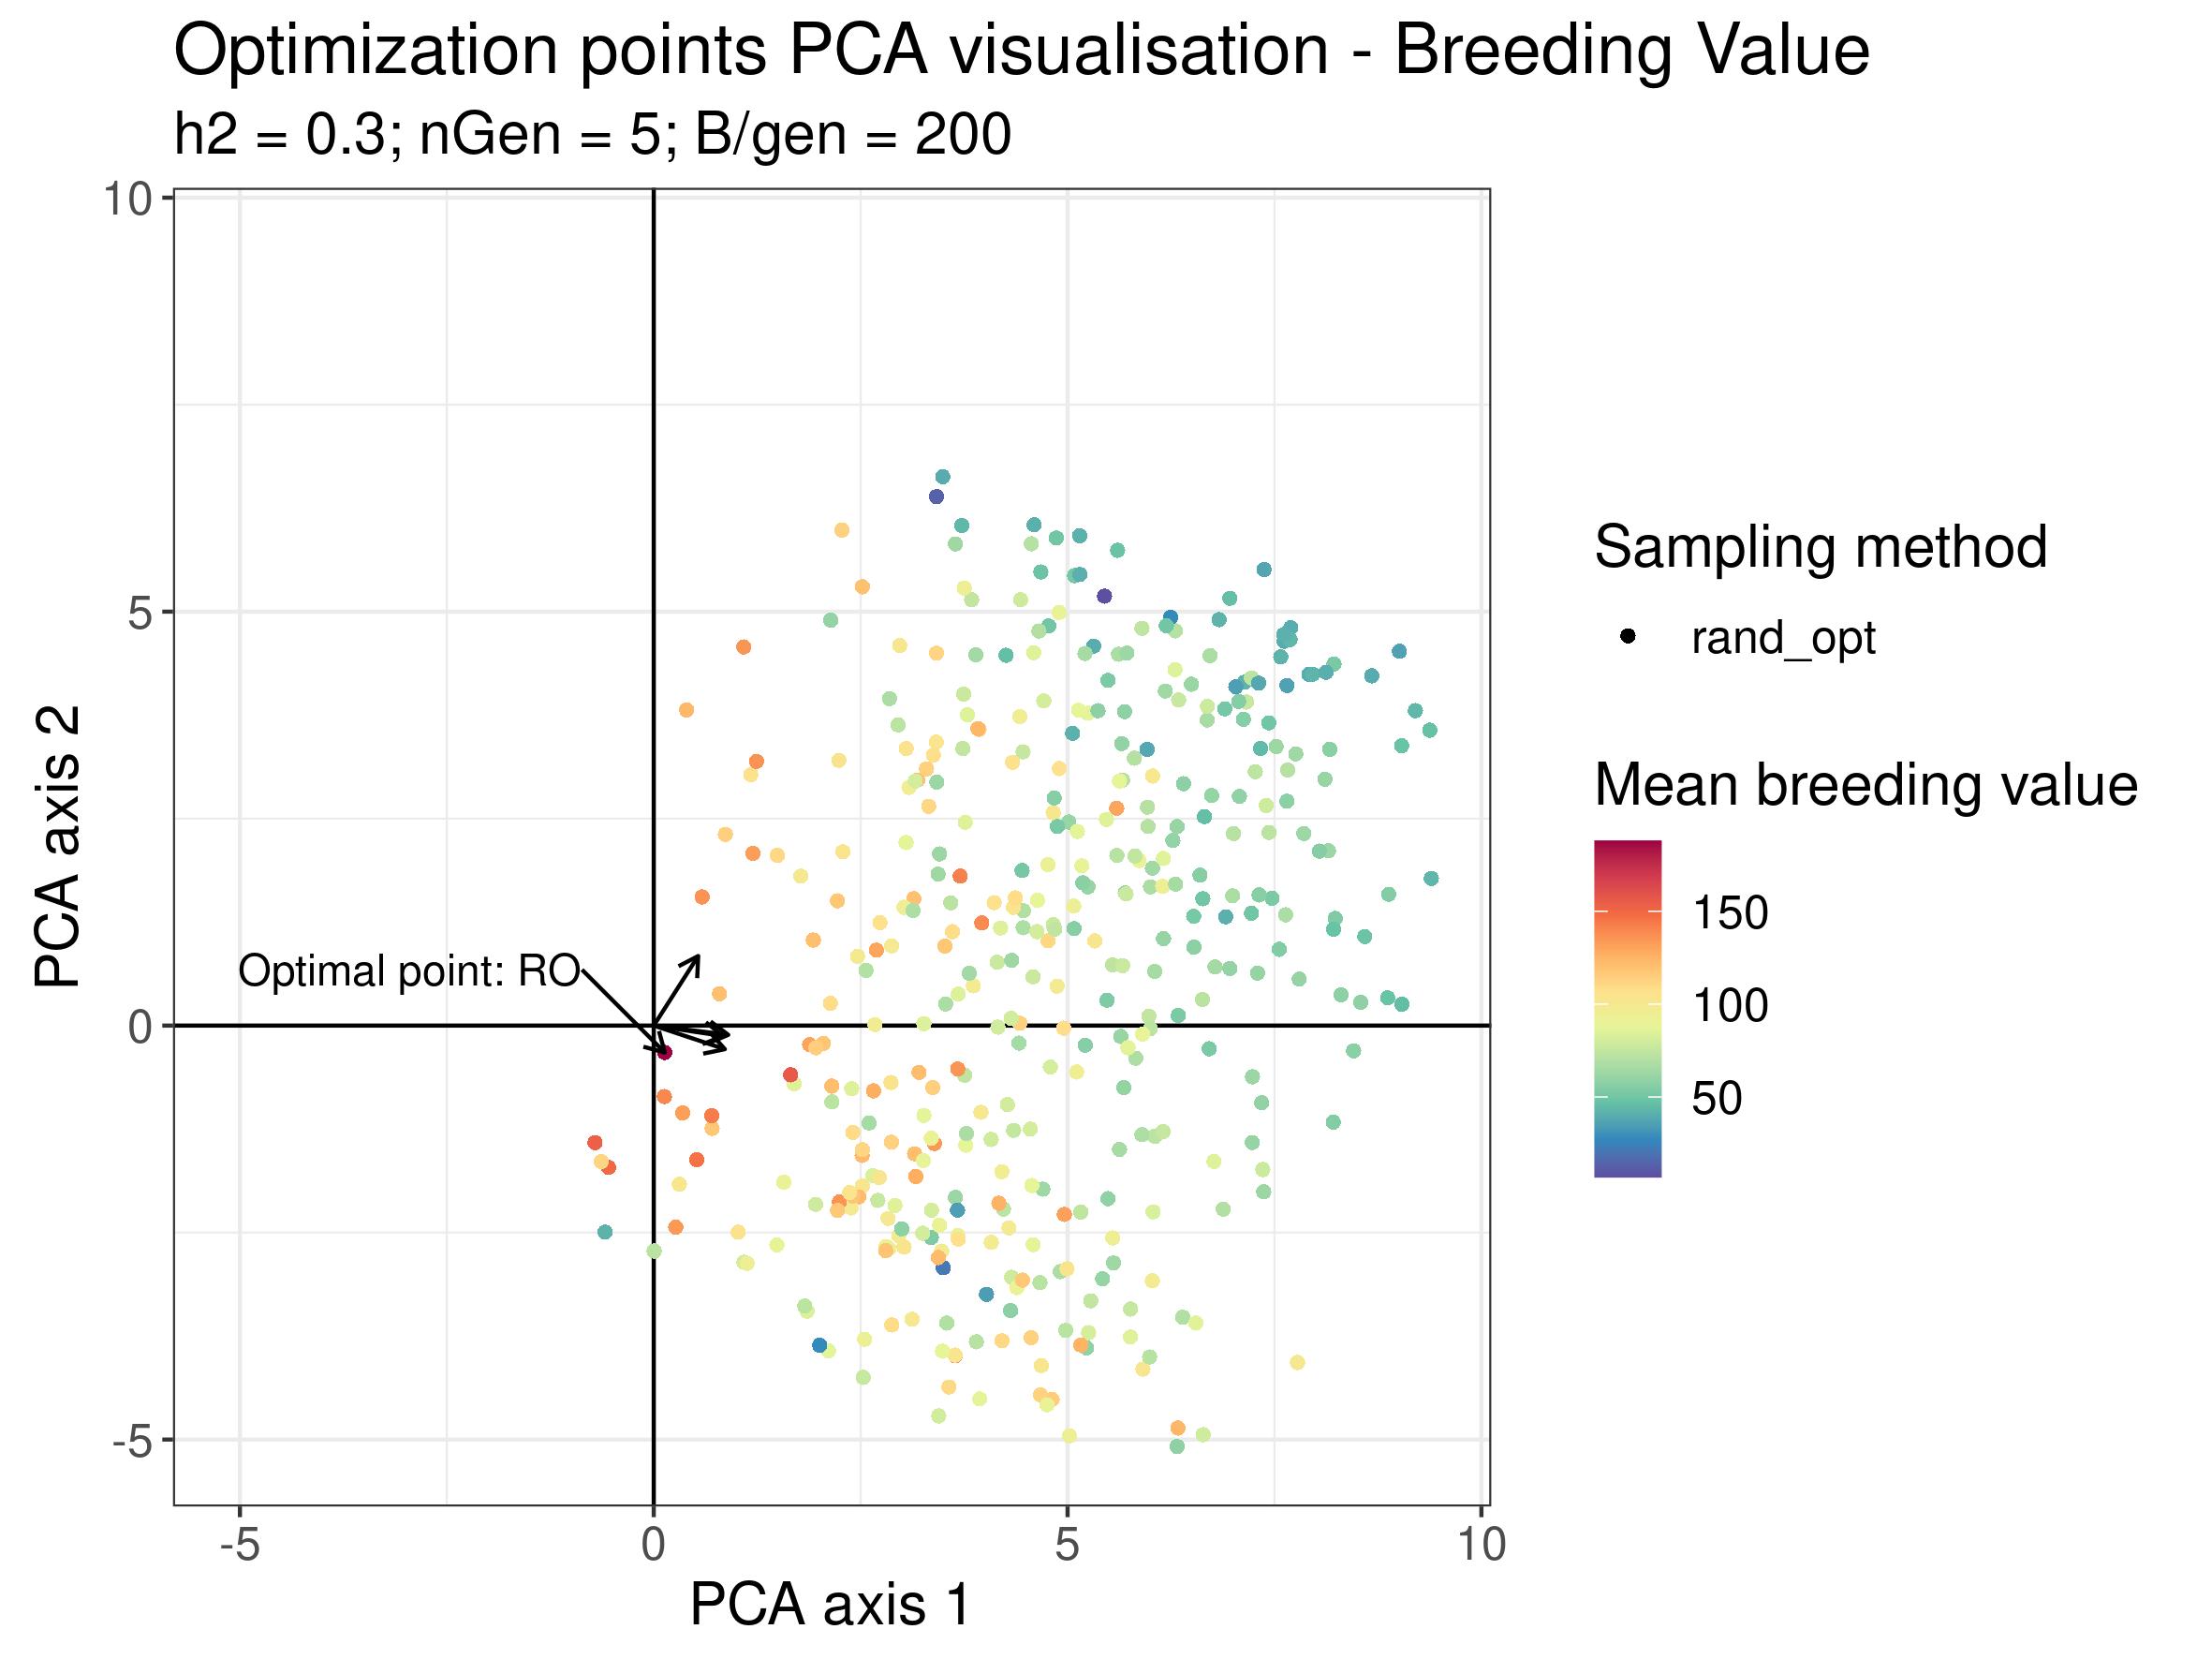 Optimization points PCA visualisation - Breeding Value
h2 = 0.3; nGen = 5; B/gen = 200
PCA axis 2
10
5
0
-5
Optimal point: RO
-5
0
5
10
PCA axis 1
Sampling method
rand_opt
Mean breeding value
150
100
50